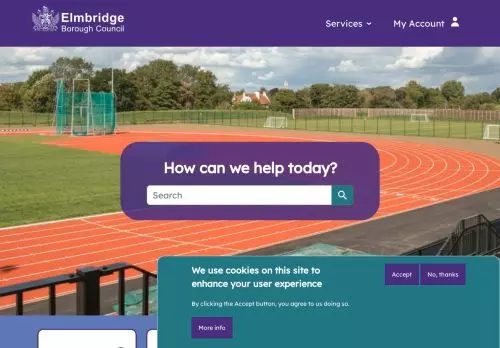 Elmbridge
Borough Council
Services
My Account
How can we help today?
Search
We use cookies on this site to
enhance your user experience
By clicking the Accept button, you agree to us doing so.
Accept
No, thanks
More info